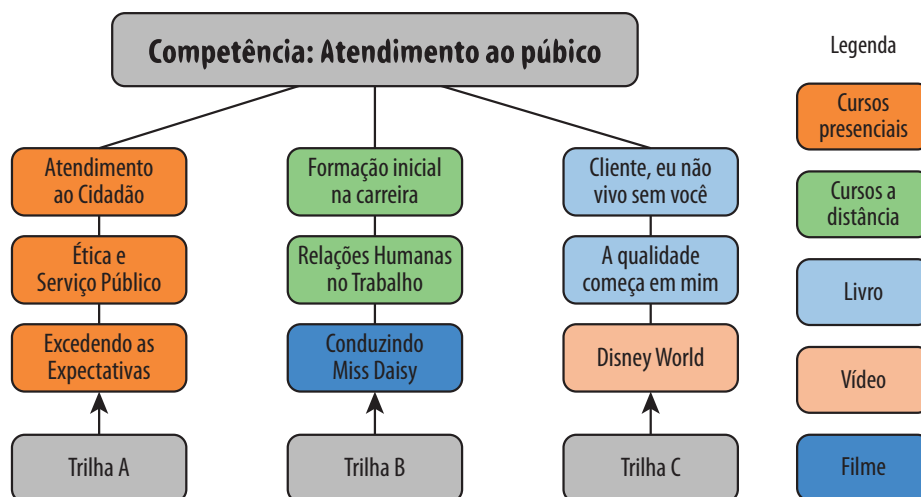 Competência: Atendimento ao púbico
Atendimento
ao Cidadão
Ética e
Serviço Público
Excedendo as
Expectativas
Trilha A
Formação inicial
na carreira
Relações Humanas
no Trabalho
Conduzindo
Miss Daisy
Trilha B
Cliente, eu não
vivo sem você
A qualidade
começa em mim
Disney World
Trilha C
Legenda
Cursos
presenciais
Cursos a
distância
Livro
Vídeo
Filme